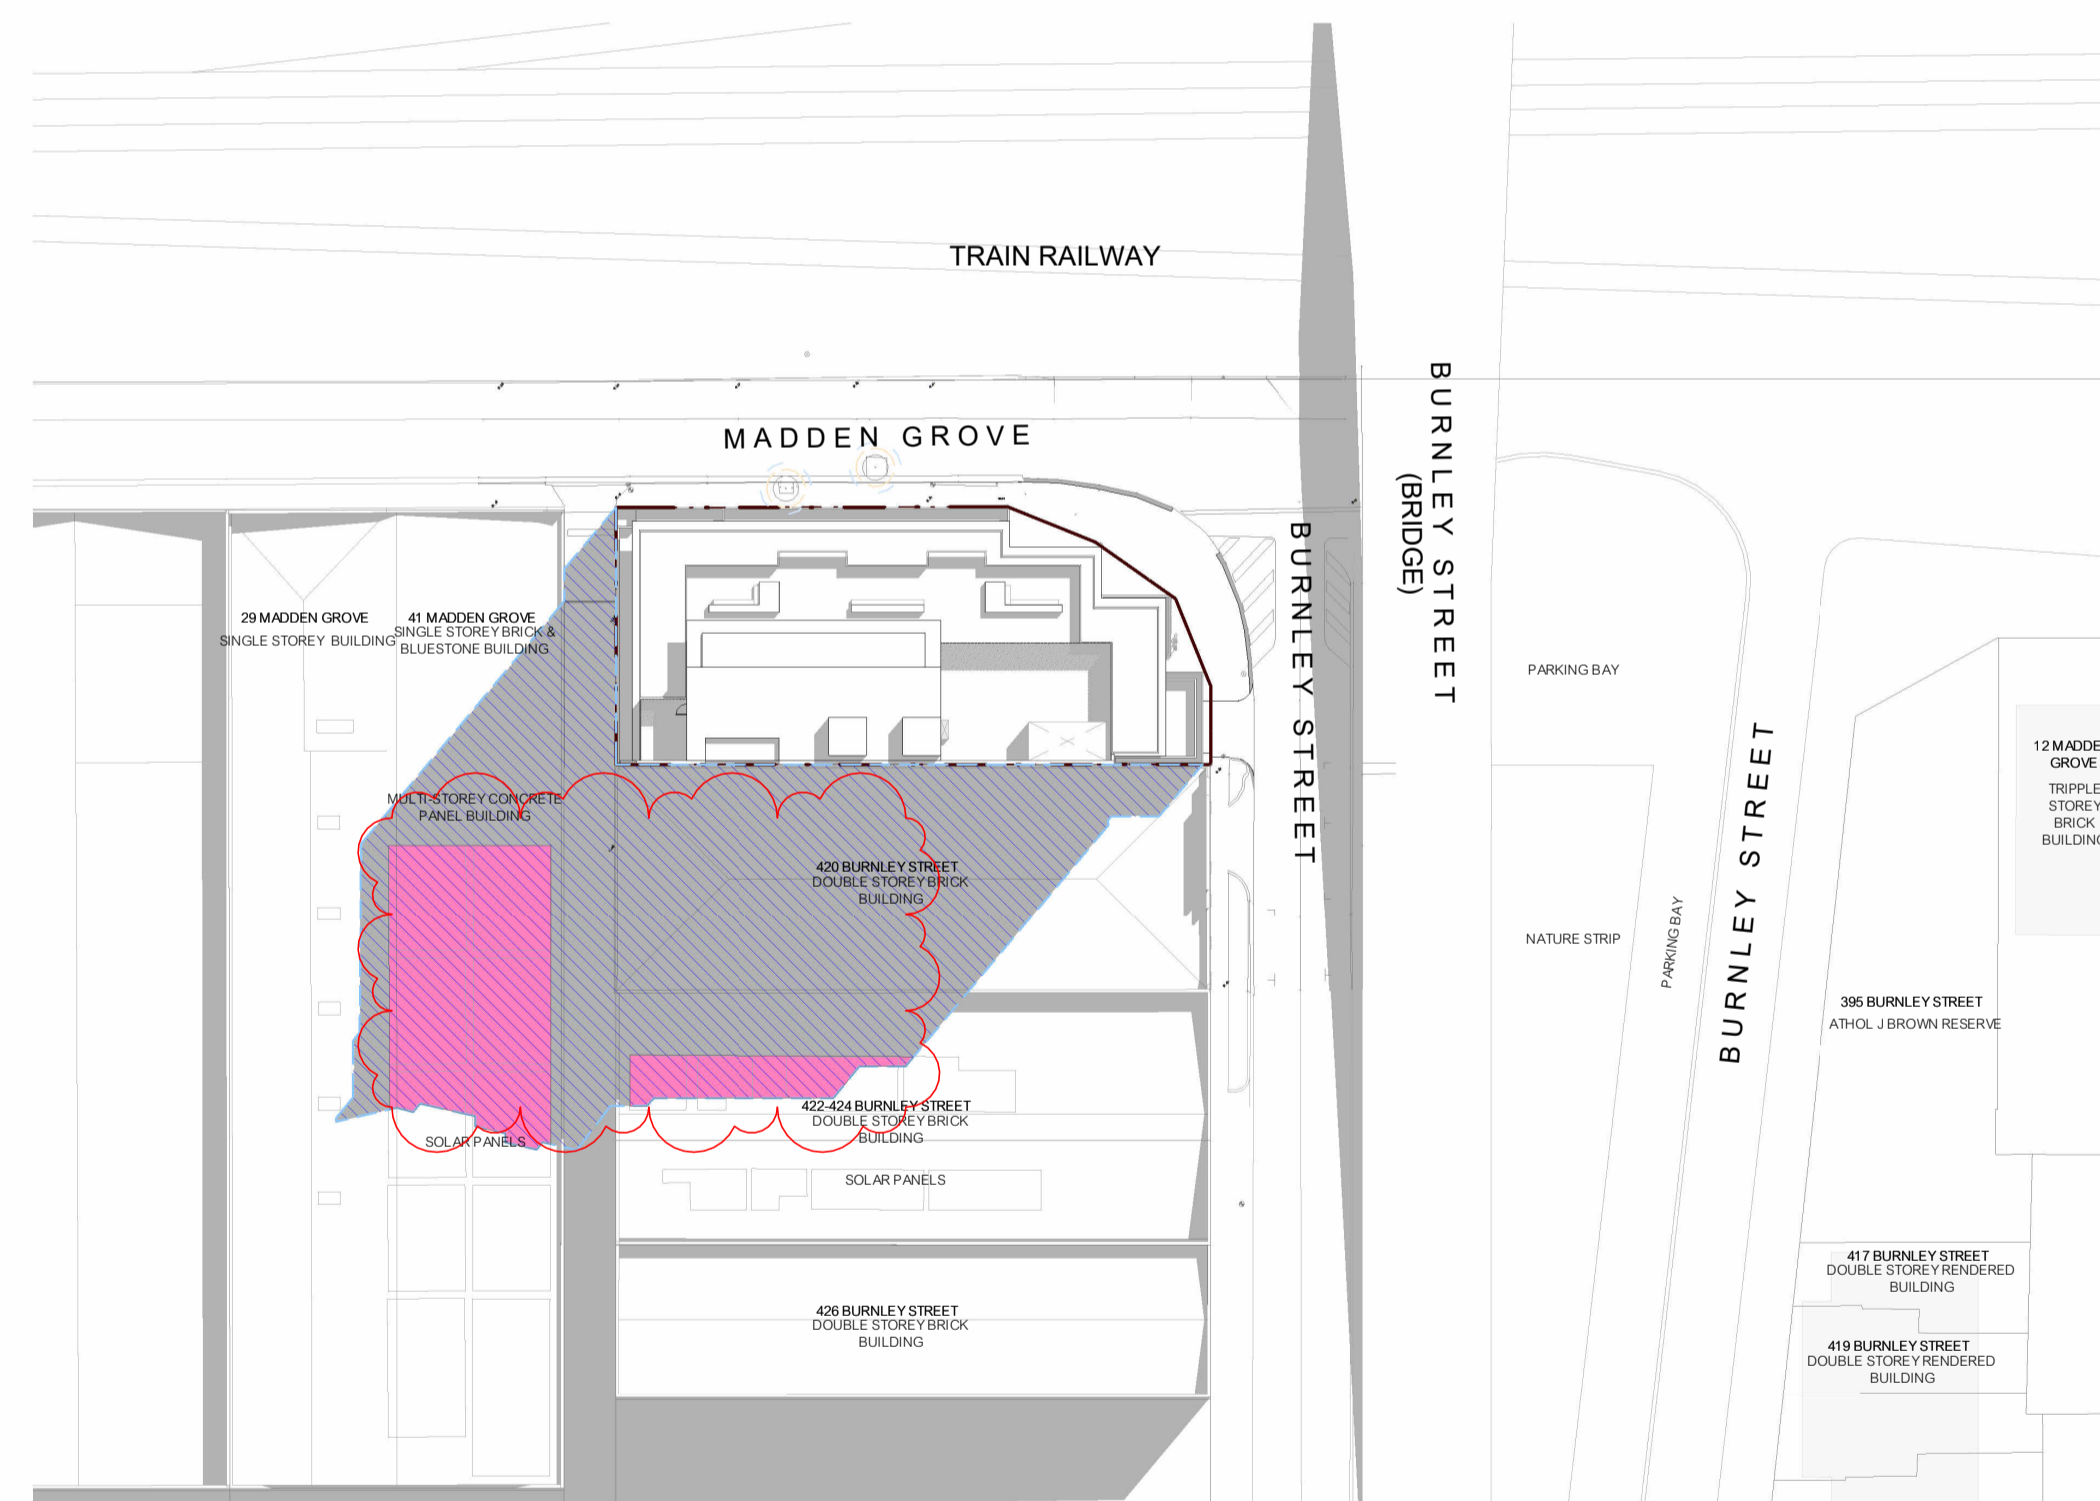 TRAIN RAILWAY
MADDEN GROVE
BURNLEY STREET
(BRIDGE)
BURNLEY STREET
29 MADDEN GROVE
SINGLE STOREY BUILDING
41 MADDEN GROVE
SINGLE STOREY BRICK &
BLUESTONE BUILDING
PARKING BAY
BURNLEY STREET
12 MADDE
GROVE
TRIPPLE
STOREY
BRICK
BUILDING
MULTI-STOREY CONCRETE
PANEL BUILDING
420 BURNLEY STREET
DOUBLE STOREY BRICK
BUILDING
NATURE STRIP
PARKING BAY
395 BURNLEY STREET
ATHOL J BROWN RESERVE
422-424 BURNLEY STREET
DOUBLE STOREY BRICK
BUILDING
SOLAR PANELS
SOLAR PANELS
417 BURNLEY STREET
DOUBLE STOREY RENDERED
BUILDING
426 BURNLEY STREET
DOUBLE STOREY BRICK
BUILDING
419 BURNLEY STREET
DOUBLE STOREY RENDERED
BUILDING